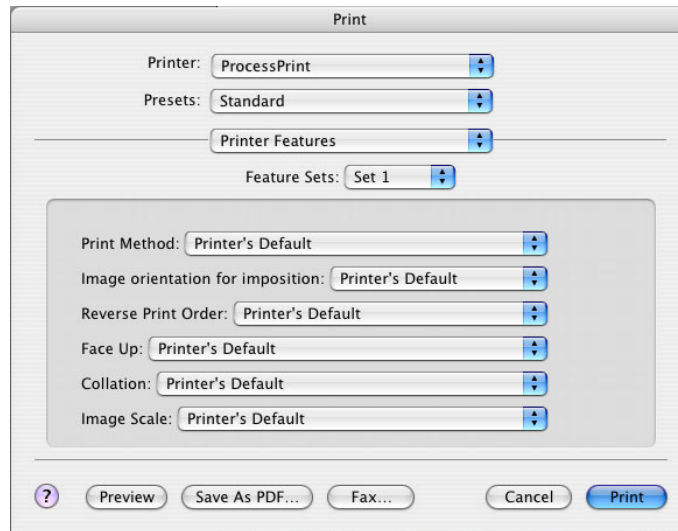 Print
Printer: ProcessPrint
Presets: Standard
Printer Features
Feature Sets: Set 1
Print Method: Printer's Default
Image orientation for imposition: Printer's Default
Reverse Print Order: Printer's Default
Face Up: Printer's Default
Collation: Printer's Default
Image Scale: Printer's Default
? Preview Save As PDF... Fax... Cancel Print